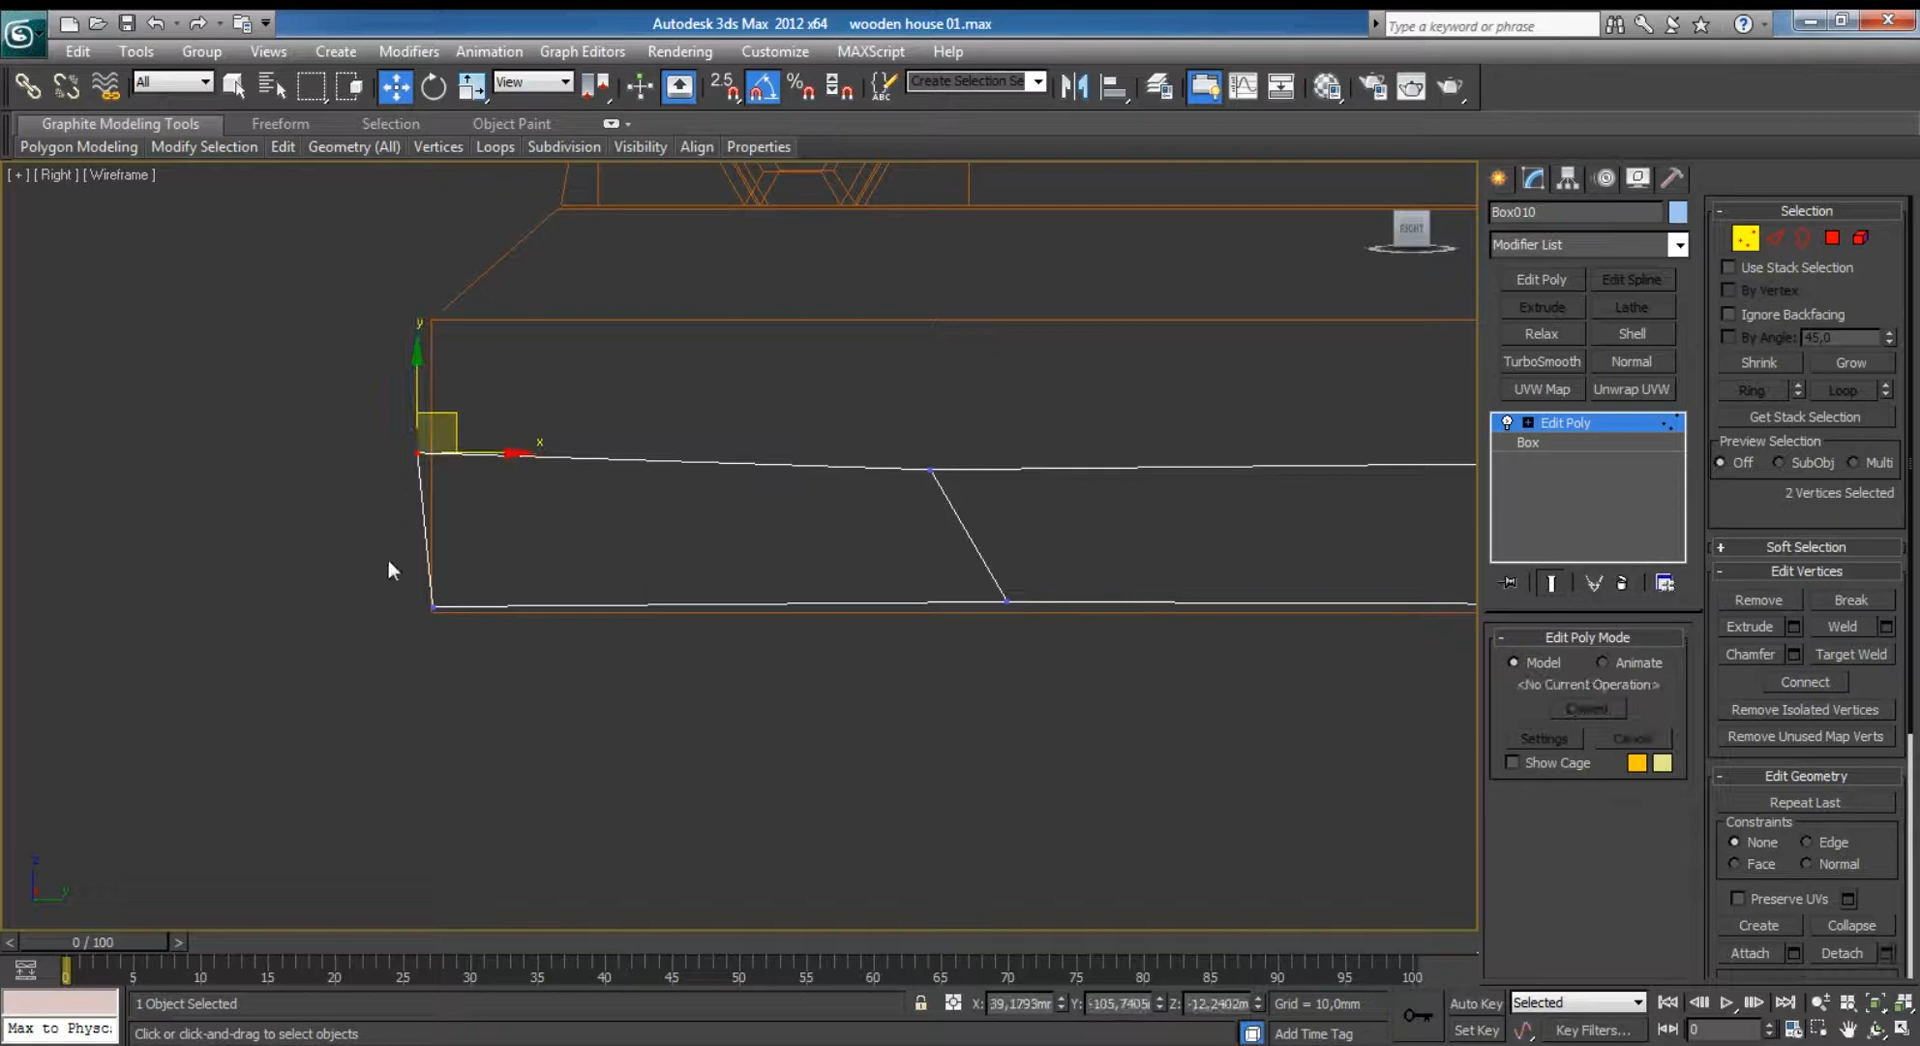 Autodesk 3ds Max 2012 x64 wooden house 01.max
Type a keyword or phrase
Edit Tools Group Views Create Modifiers Animation Graph Editors Rendering Customize MAXScript Help
All View 2.5 % ABC Create Selection Se
Graphite Modeling Tools Freeform Selection Object Paint
Polygon Modeling Modify Selection Edit Geometry (All) Vertices Loops Subdivision Visibility Align Properties
[ + ] [ Right ] [ Wireframe ]
RIGHT
y
x
z
y
Box010
Modifier List
Edit Poly Edit Spline
Extrude Lathe
Relax Shell
TurboSmooth Normal
UVW Map Unwrap UVW
Edit Poly
Box
Edit Poly Mode
Model Animate
<No Current Operation>
Commit
Settings Cancel
Show Cage
Selection
Use Stack Selection
By Vertex
Ignore Backfacing
By Angle: 45,0
Shrink Grow
Ring Loop
Get Stack Selection
Preview Selection
Off SubObj Multi
2 Vertices Selected
Soft Selection
Edit Vertices
Remove Break
Extrude Weld
Chamfer Target Weld
Connect
Remove Isolated Vertices
Remove Unused Map Verts
Edit Geometry
Repeat Last
Constraints
None Edge
Face Normal
Preserve UVs
Create Collapse
Attach Detach
< 0 / 100 >
0 5 10 15 20 25 30 35 40 45 50 55 60 65 70 75 80 85 90 95 100
1 Object Selected X: 39,1793mr Y: -105,7405 Z: -12,2402m Grid = 10,0mm Auto Key Selected
Max to Physc: Click or click-and-drag to select objects Add Time Tag Set Key Key Filters... 0